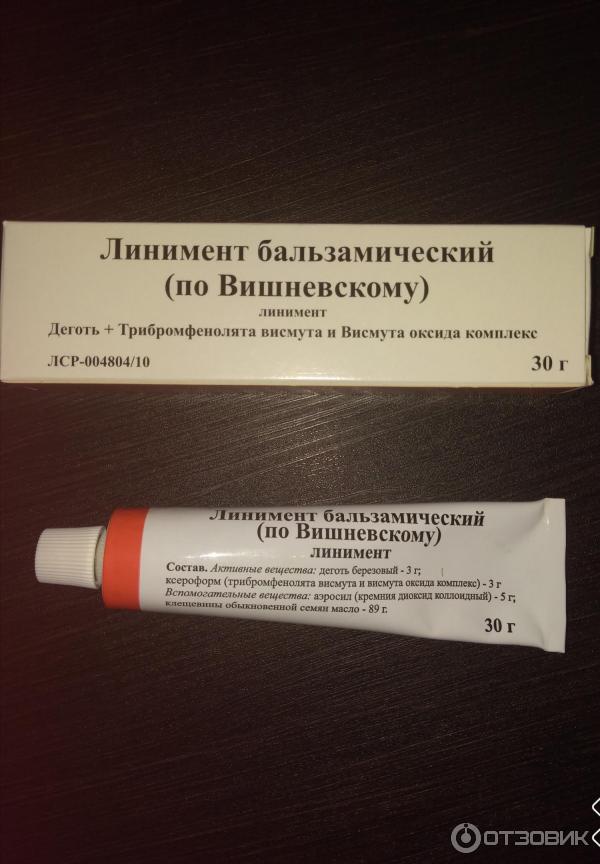 Линимент бальзамический
(по Вишневскому)
линимент
Деготь + Трибромфенолята висмута и Висмута оксида комплекс
ЛСР-004804/10
30 г
Линимент бальзамический
(по Вишневскому)
линимент
Состав. Активные вещества: деготь березовый - 3 г;
ксероформ (трибромфенолята висмута и висмута оксида комплекс) - 3 г
Вспомогательные вещества: аэросил (кремния диоксид коллоидный) - 5 г;
клещевины обыкновенной семян масло - 89 г.
30 г
ОТЗОВИК